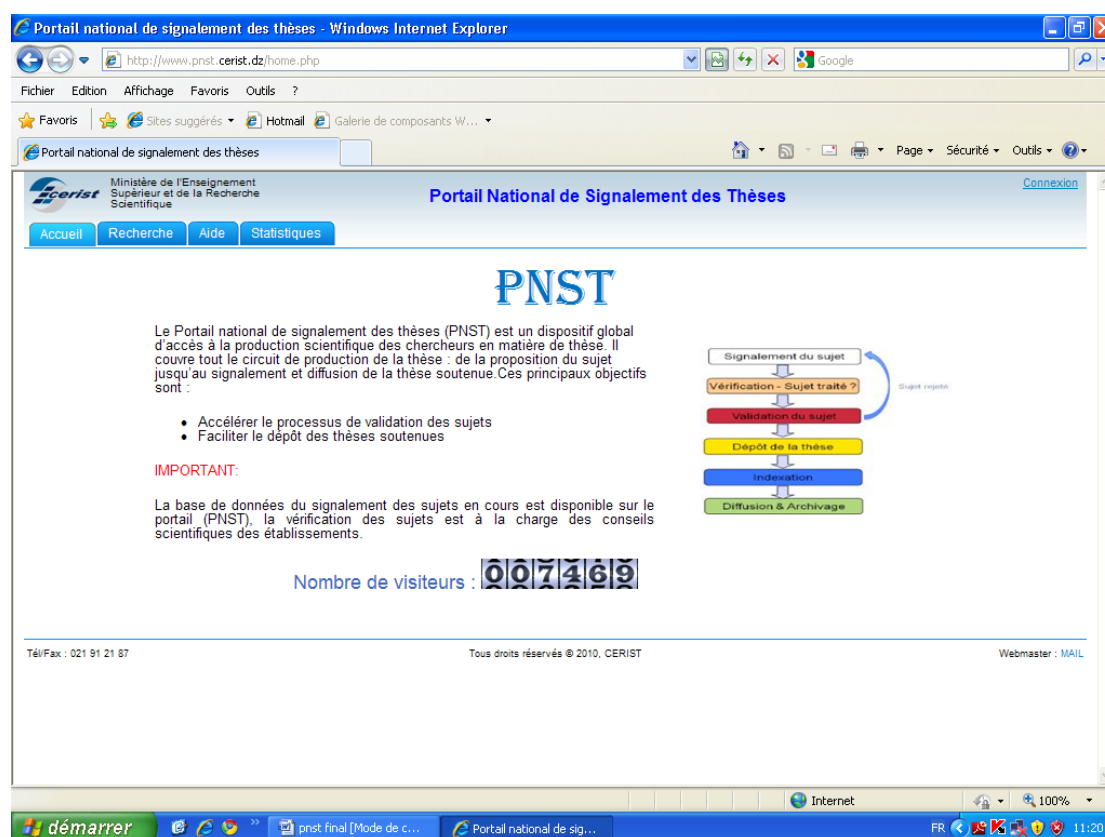 Portail national de signalement des thèses - Windows Internet Explorer
http://www.pnst.cerist.dz/home.php
Google
Fichier Edition Affichage Favoris Outils ?
Favoris Sites suggérés Hotmail Galerie de composants W...
Portail national de signalement des thèses
Page Sécurité Outils
cerist
Ministère de l'Enseignement
Supérieur et de la Recherche
Scientifique
Portail National de Signalement des Thèses
Connexion
Accueil Recherche Aide Statistiques
PNST
Le Portail national de signalement des thèses (PNST) est un dispositif global
d'accès à la production scientifique des chercheurs en matière de thèse. Il
couvre tout le circuit de production de la thèse : de la proposition du sujet
jusqu'au signalement et diffusion de la thèse soutenue.Ces principaux objectifs
sont :
Accélérer le processus de validation des sujets
Faciliter le dépôt des thèses soutenues
IMPORTANT:
La base de données du signalement des sujets en cours est disponible sur le
portail (PNST), la vérification des sujets est à la charge des conseils
scientifiques des établissements.
Nombre de visiteurs : 007469
Signalement du sujet
Vérification - Sujet traité ?
Sujet rejeté
Validation du sujet
Dépôt de la thèse
Indexation
Diffusion & Archivage
Tél/Fax : 021 91 21 87
Tous droits réservés © 2010, CERIST
Webmaster : MAIL
Internet
100%
démarrer
pnst final [Mode de c...
Portail national de sig...
FR
11:20